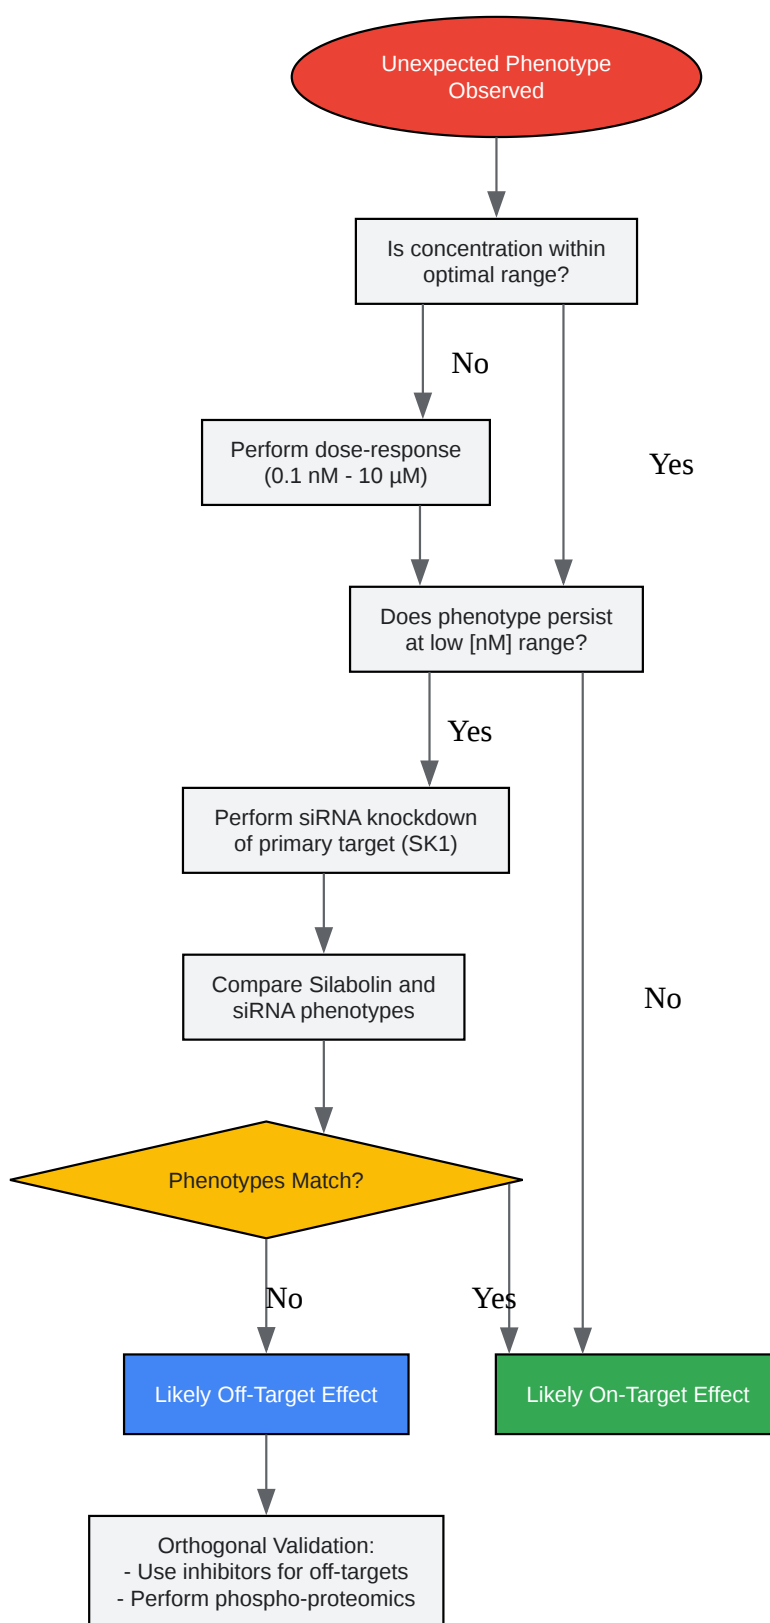 Unexpected Phenotype
Observed
Is concentration within
optimal range?
No
Perform dose-response
(0.1 nM - 10 µM)
Yes
Does phenotype persist
at low [nM] range?
Yes
Perform siRNA knockdown
of primary target (SK1)
Compare Silabolin and
siRNA phenotypes
No
Phenotypes Match?
No
Yes
Likely Off-Target Effect
Likely On-Target Effect
Orthogonal Validation:
- Use inhibitors for off-targets
- Perform phospho-proteomics